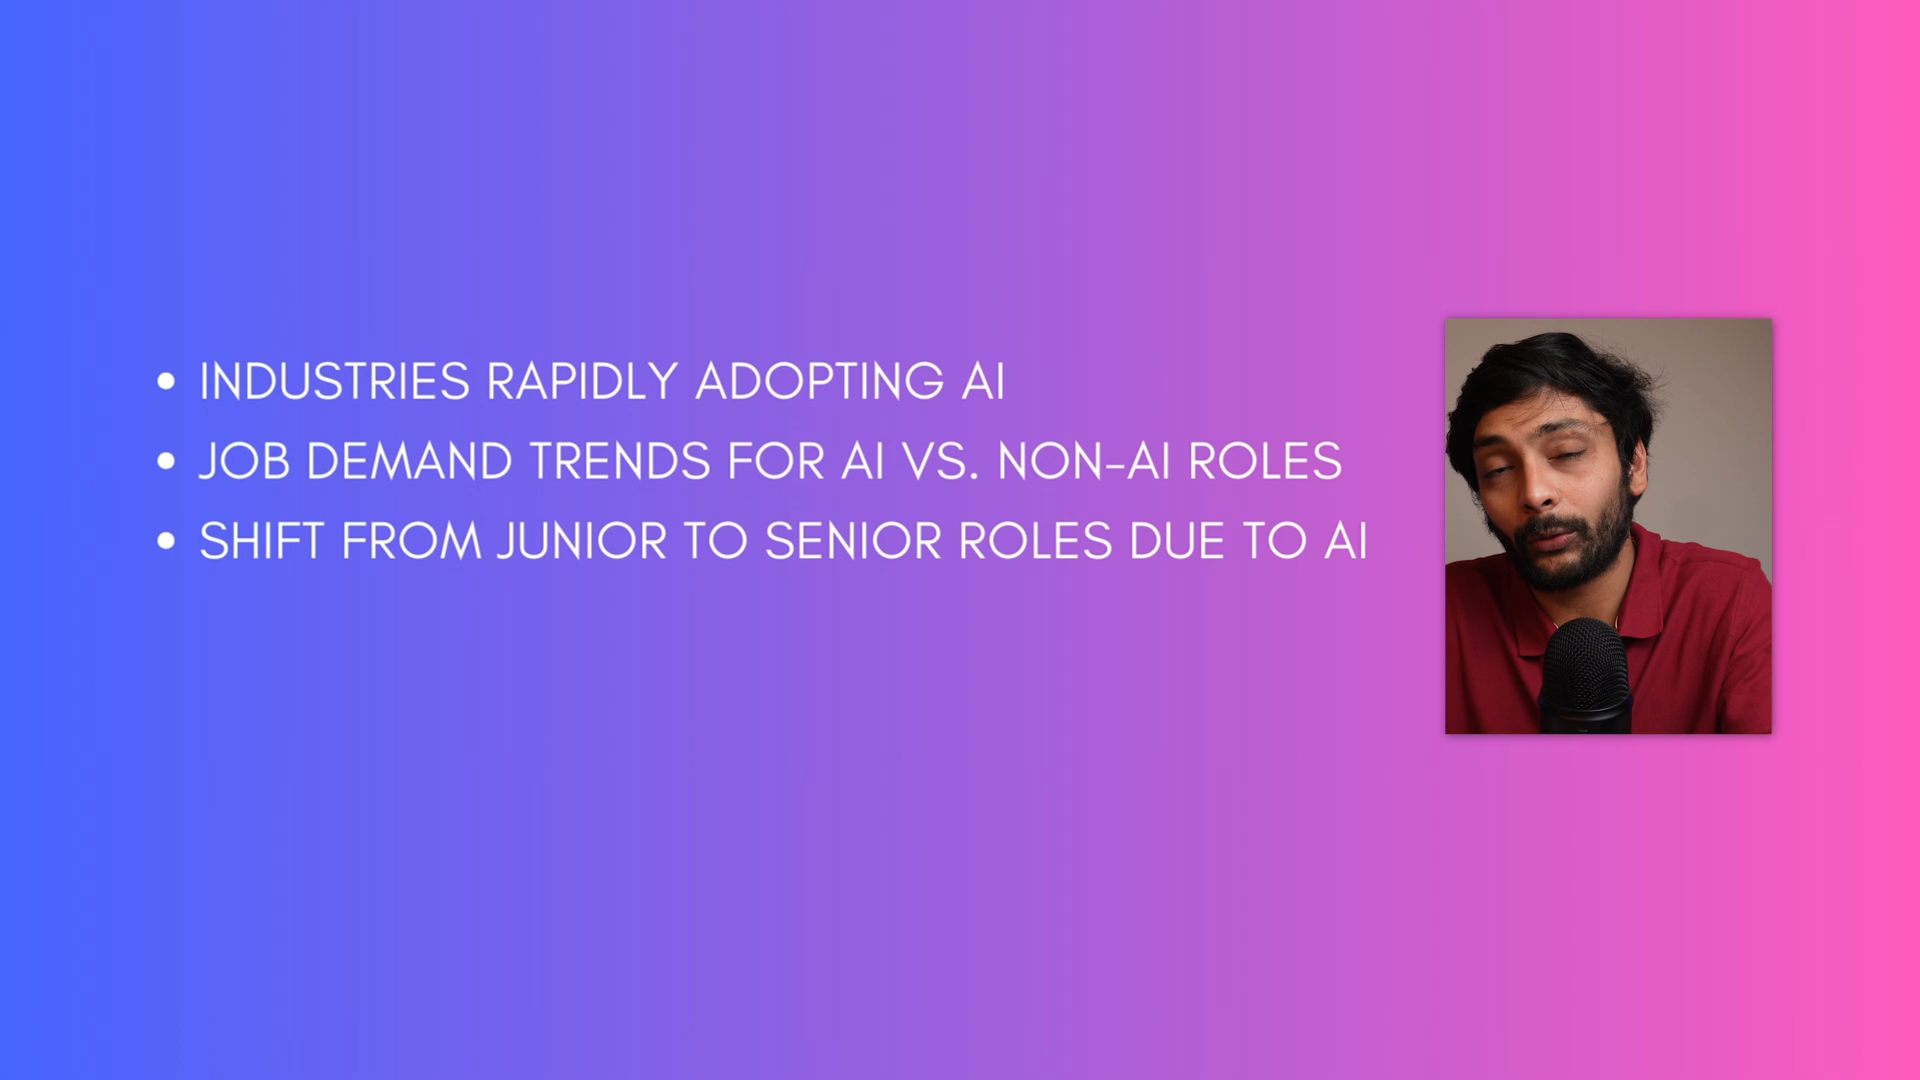 • INDUSTRIES RAPIDLY ADOPTING AI
• JOB DEMAND TRENDS FOR AI VS. NON-AI ROLES
• SHIFT FROM JUNIOR TO SENIOR ROLES DUE TO AI